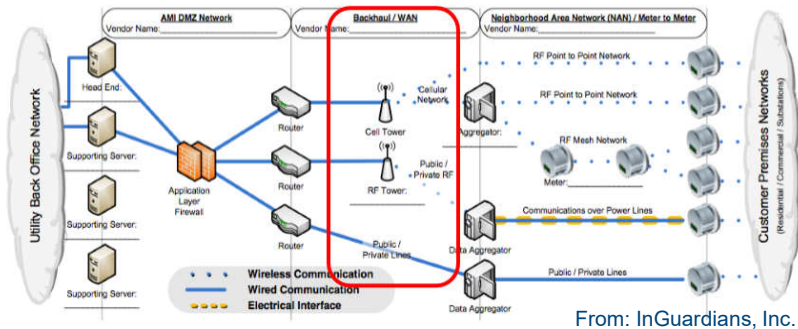 AMI DMZ Network
Vendor Name:
Backhaul / WAN
Vendor Name:
Neighborhood Area Network (NAN) / Meter to Meter
Vendor Name:
Utility Back Office Network
Head End:
Supporting Server:
Supporting Server:
Supporting Server:
Application
Layer
Firewall
Router
Router
Router
Cell Tower
RF Tower:
Cellular
Network
Public /
Private RF
Public /
Private Lines
Aggregator:
Data Aggregator
Data Aggregator
RF Point to Point Network
RF Point to Point Network
RF Mesh Network
Meter:
Communications over Power Lines
Public / Private Lines
Customer Premises Networks
(Residential / Commercial / Substations)
Wireless Communication
Wired Communication
Electrical Interface
From: InGuardians, Inc.